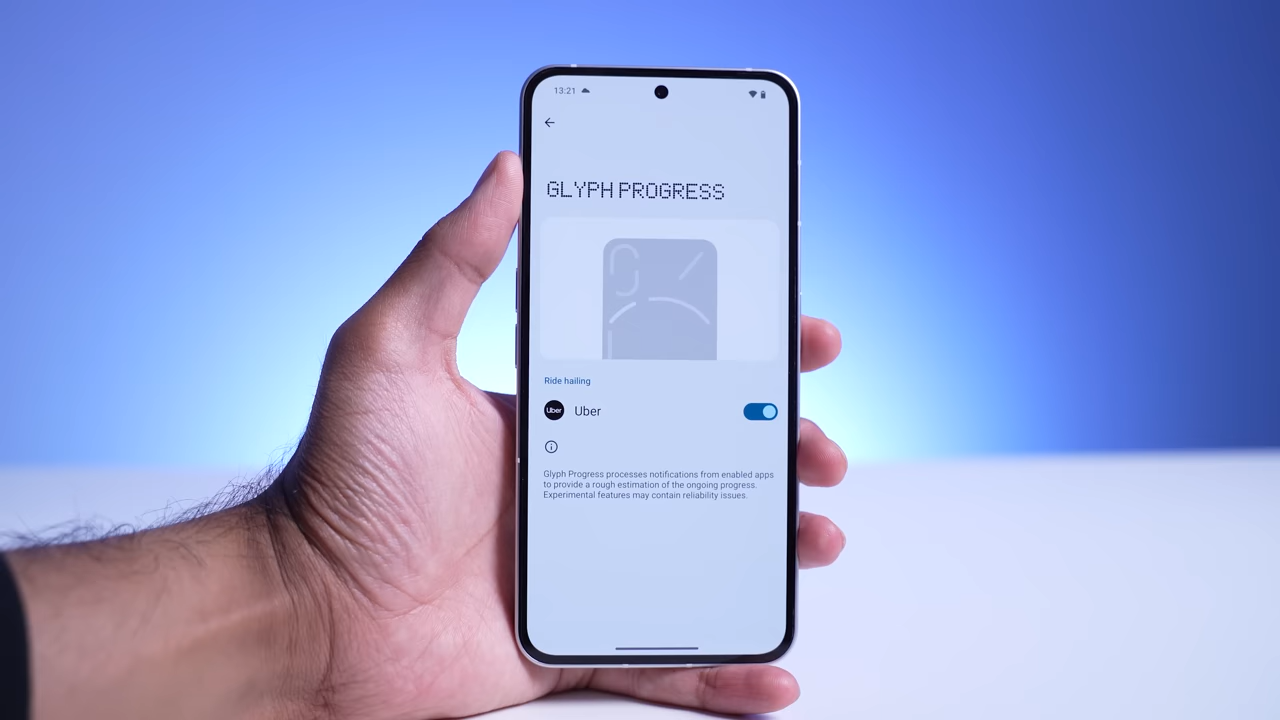 13:21
GLYPH PROGRESS
Ride hailing
Uber
Uber
Glyph Progress processes notifications from enabled apps
to provide a rough estimation of the ongoing progress.
Experimental features may contain reliability issues.